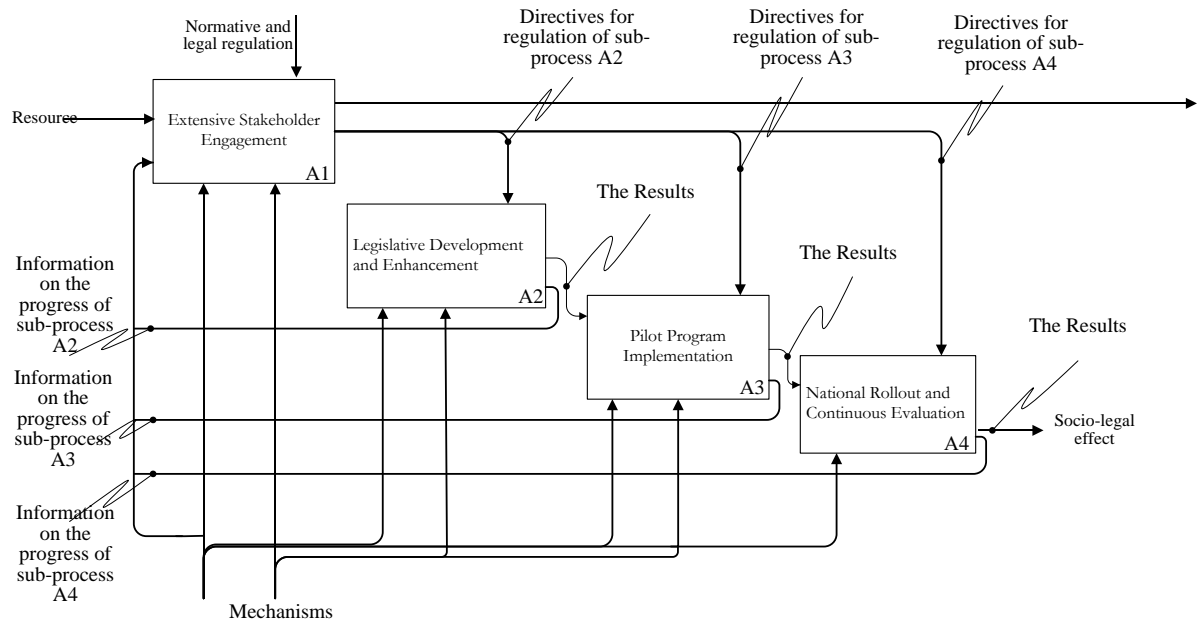 Normative and
legal regulation
Directives for
regulation of sub-
process A2
Directives for
regulation of sub-
process A3
Directives for
regulation of sub-
process A4
Resource
Extensive Stakeholder
Engagement
A1
The Results
Legislative Development
and Enhancement
A2
The Results
Information
on the
progress of
sub-process
A2
Pilot Program
Implementation
A3
The Results
National Rollout and
Continuous Evaluation
A4
Socio-legal
effect
Information
on the
progress of
sub-process
A3
Information
on the
progress of
sub-process
A4
Mechanisms